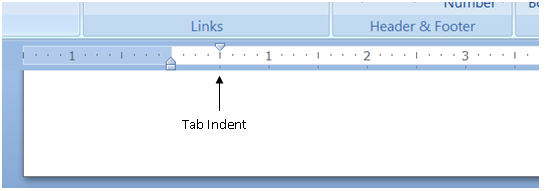 Number
Links
Header & Footer
1 1 2 3
Tab Indent